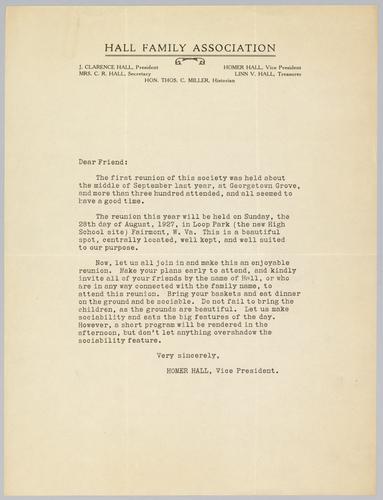 HALL FAMILY ASSOCIATION
J. CLARENCE HALL, President
HOMER HALL, Vice President
MRS. C. R. HALL, Secretary
LINN V. HALL, Treasurer
HON. THOS. C. MILLER, Historian
Dear Friend:
The first reunion of this society was held about
the middle of September last year, at Georgetown Grove,
and more than three hundred attended, and all seemed to
have a good time.
The reunion this year will be held on Sunday, the
28th day of August, 1927, in Loop Park (the new High
School site) Fairmont, W. Va. This is a beautiful
spot, centrally located, well kept, and well suited
to our purpose.
Now, let us all join in and make this an enjoyable
reunion. Make your plans early to attend, and kindly
invite all of your friends by the name of Hall, or who
are in any way connected with the family name, to
attend this reunion. Bring your baskets and eat dinner
on the ground and be sociable. Do not fail to bring the
children, as the grounds are beautiful. Let us make
sociability and eats the big features of the day.
However, a short program will be rendered in the
afternoon, but don't let anything overshadow the
sociability feature.
Very sincerely,
HOMER HALL, Vice President.